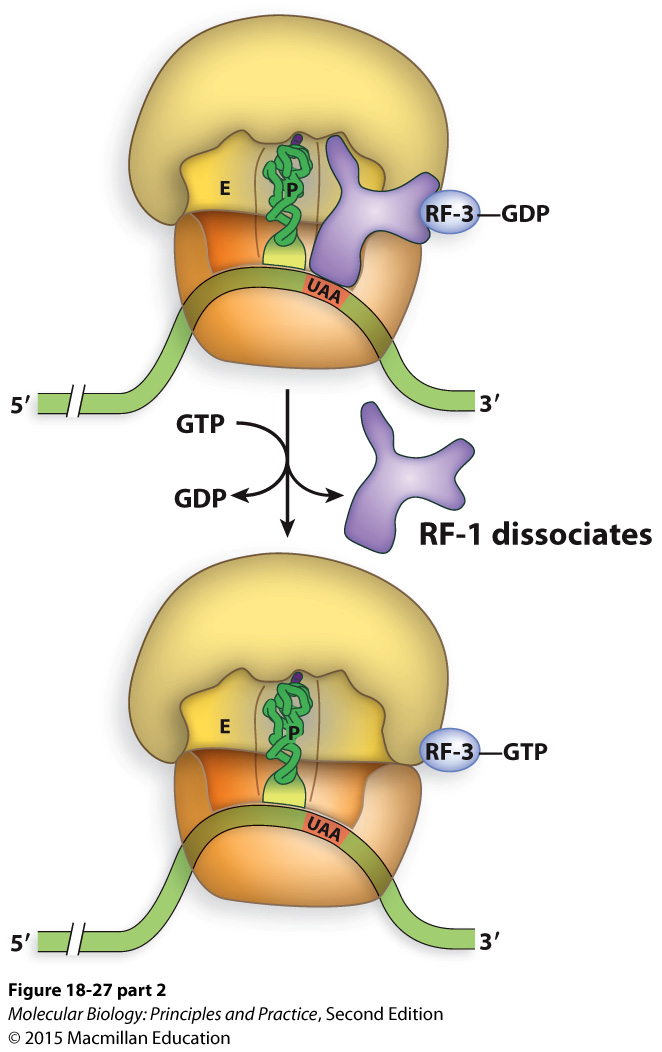 E
P
RF-3
GDP
UAA
5′
3′
GTP
GDP
RF-1 dissociates
E
P
RF-3
GTP
UAA
5′
3′
Figure 18-27 part 2
Molecular Biology: Principles and Practice, Second Edition
© 2015 Macmillan Education